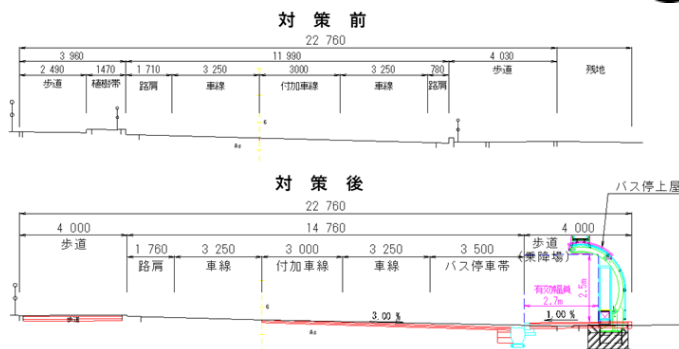 対 策 前
22 760
3 960 11 990 4 030
2 490 1470 1 710 3 250 3000 3 250 780 歩道 残地
歩道 植樹帯 路肩 車線 付加車線 車線 路肩
As
対 策 後
バス停上屋
22 760
4 000 14 760 4 000
歩道 1 760 3 250 3 000 3 250 3 500 歩道
路肩 車線 付加車線 車線 バス停車帯 (乗降場)
有効幅員
2.7m
2.5m
歩道 3.00 % 1.00 %
As